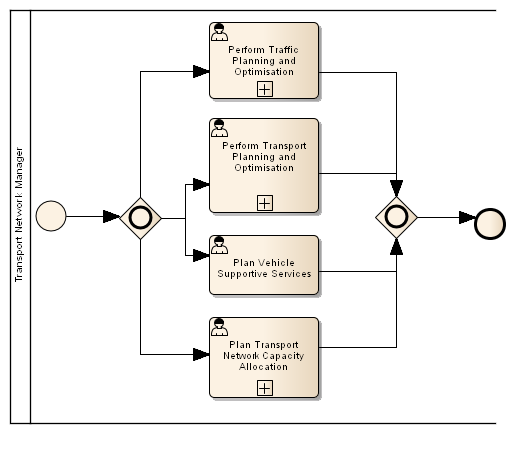 Transport Network Manager
Perform Traffic
Planning and
Optimisation
Perform Transport
Planning and
Optimisation
Plan Vehicle
Supportive Services
Plan Transport
Network Capacity
Allocation